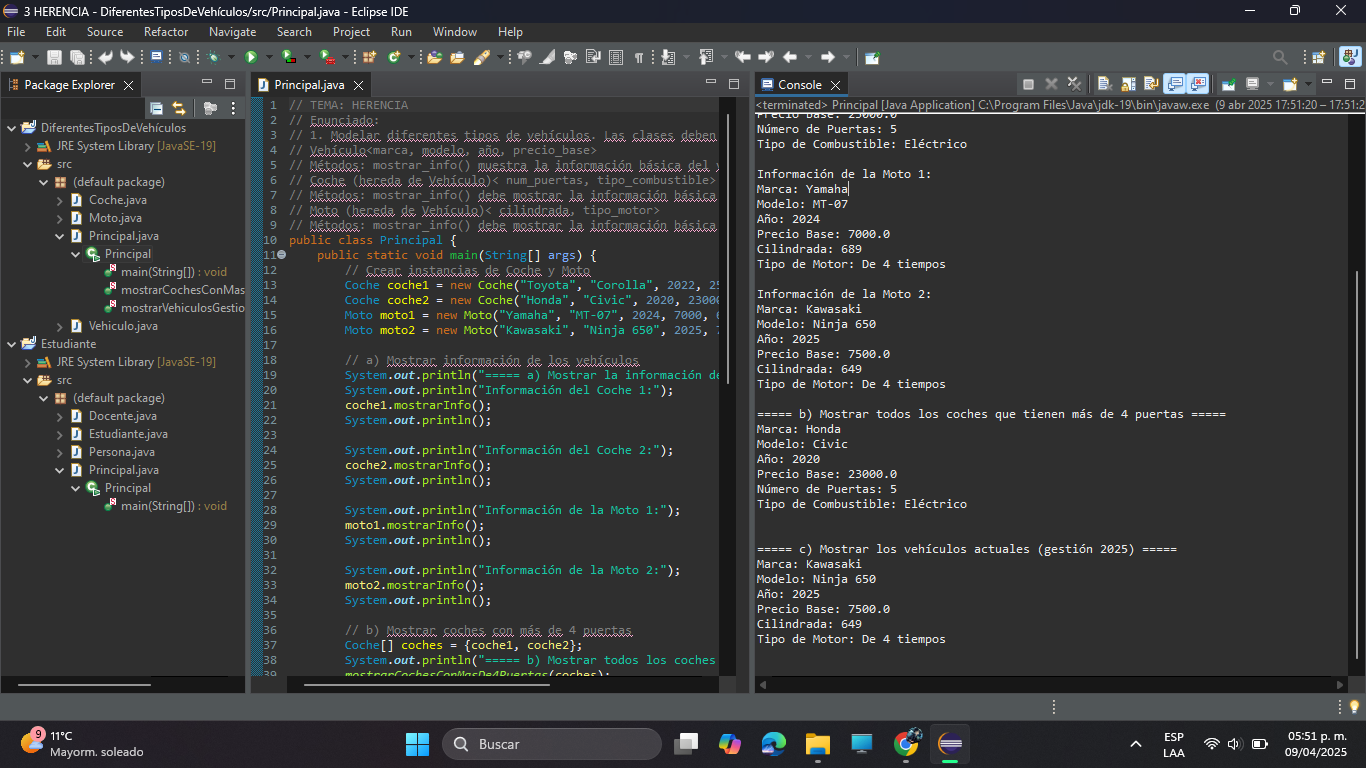 3 HERENCIA - DiferentesTiposDeVehículos/src/Principal.java - Eclipse IDE
File Edit Source Refactor Navigate Search Project Run Window Help
Package Explorer
DiferentesTiposDeVehículos
JRE System Library [JavaSE-19]
src
(default package)
Coche.java
Moto.java
Principal.java
Principal
main(String[]) : void
mostrarCochesConMas
mostrarVehiculosGestio
Vehiculo.java
Estudiante
JRE System Library [JavaSE-19]
src
(default package)
Docente.java
Estudiante.java
Persona.java
Principal.java
Principal
main(String[]) : void
Principal.java
1 // TEMA: HERENCIA
2 // Enunciado:
3 // 1. Modelar diferentes tipos de vehículos. Las clases deben
4 // Vehículo<marca, modelo, año, precio_base>
5 // Métodos: mostrar_info() muestra la información básica del v
6 // Coche (hereda de Vehículo)< num_puertas, tipo_combustible>
7 // Métodos: mostrar_info() debe mostrar la información básica
8 // Moto (hereda de Vehículo)< cilindrada, tipo_motor>
9 // Métodos: mostrar_info() debe mostrar la información básica
10 public class Principal {
11 public static void main(String[] args) {
12 // Crear instancias de Coche y Moto
13 Coche coche1 = new Coche("Toyota", "Corolla", 2022, 25
14 Coche coche2 = new Coche("Honda", "Civic", 2020, 23000
15 Moto moto1 = new Moto("Yamaha", "MT-07", 2024, 7000, 6
16 Moto moto2 = new Moto("Kawasaki", "Ninja 650", 2025, 7
17
18 // a) Mostrar información de los vehículos
19 System.out.println("===== a) Mostrar la información de
20 System.out.println("Información del Coche 1:");
21 coche1.mostrarInfo();
22 System.out.println();
23
24 System.out.println("Información del Coche 2:");
25 coche2.mostrarInfo();
26 System.out.println();
27
28 System.out.println("Información de la Moto 1:");
29 moto1.mostrarInfo();
30 System.out.println();
31
32 System.out.println("Información de la Moto 2:");
33 moto2.mostrarInfo();
34 System.out.println();
35
36 // b) Mostrar coches con más de 4 puertas
37 Coche[] coches = {coche1, coche2};
38 System.out.println("===== b) Mostrar todos los coches
39 mostrarCochesConMasDe4Puertas(coches);
Console
<terminated> Principal [Java Application] C:\Program Files\Java\jdk-19\bin\javaw.exe (9 abr 2025 17:51:20 – 17:51:2
Precio Base: 23000.0
Número de Puertas: 5
Tipo de Combustible: Eléctrico
Información de la Moto 1:
Marca: Yamaha
Modelo: MT-07
Año: 2024
Precio Base: 7000.0
Cilindrada: 689
Tipo de Motor: De 4 tiempos
Información de la Moto 2:
Marca: Kawasaki
Modelo: Ninja 650
Año: 2025
Precio Base: 7500.0
Cilindrada: 649
Tipo de Motor: De 4 tiempos
===== b) Mostrar todos los coches que tienen más de 4 puertas =====
Marca: Honda
Modelo: Civic
Año: 2020
Precio Base: 23000.0
Número de Puertas: 5
Tipo de Combustible: Eléctrico
===== c) Mostrar los vehículos actuales (gestión 2025) =====
Marca: Kawasaki
Modelo: Ninja 650
Año: 2025
Precio Base: 7500.0
Cilindrada: 649
Tipo de Motor: De 4 tiempos
9
11°C
Mayorm. soleado
Buscar
ESP
LAA
05:51 p. m.
09/04/2025